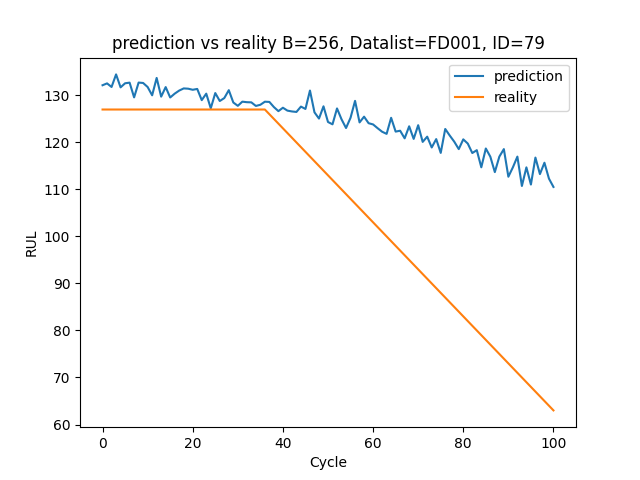 prediction vs reality B=256, Datalist=FD001, ID=79
prediction
reality
130
120
110
100
90
80
70
60
RUL
0 20 40 60 80 100
Cycle